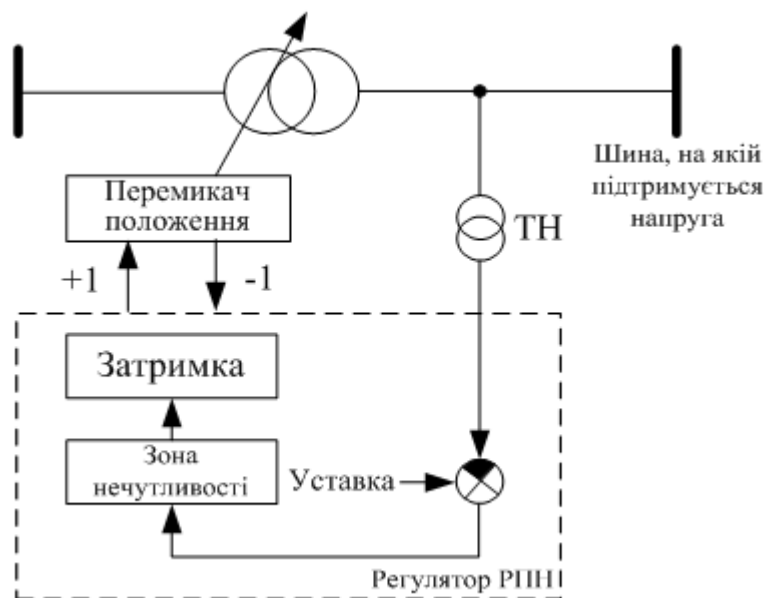 Шина, на якій
підтримується
напруга
Перемикач
положення
ТН
+1
-1
Затримка
Зона
нечутливості
Уставка
Регулятор РПН